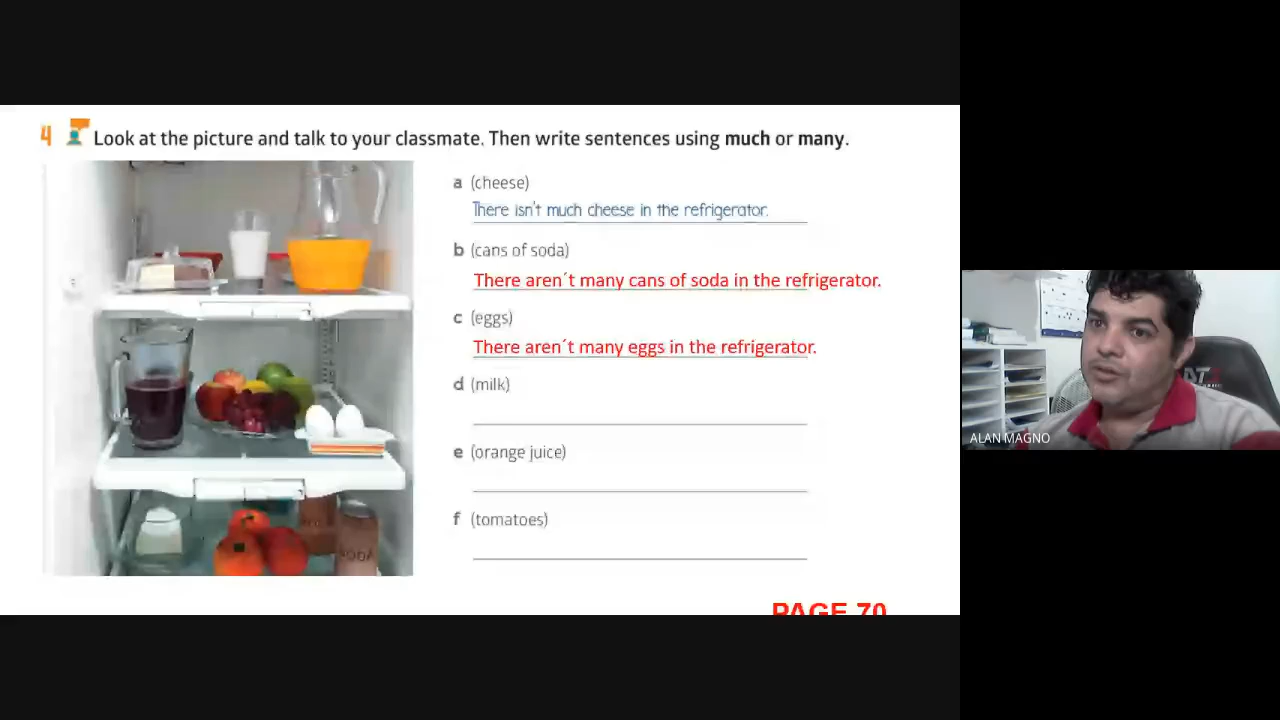 4 Look at the picture and talk to your classmate. Then write sentences using much or many.
a (cheese)
There isn't much cheese in the refrigerator.
b (cans of soda)
There aren´t many cans of soda in the refrigerator.
c (eggs)
There aren´t many eggs in the refrigerator.
d (milk)
e (orange juice)
f (tomatoes)
SODA
PAGE 70
ALAN MAGNO